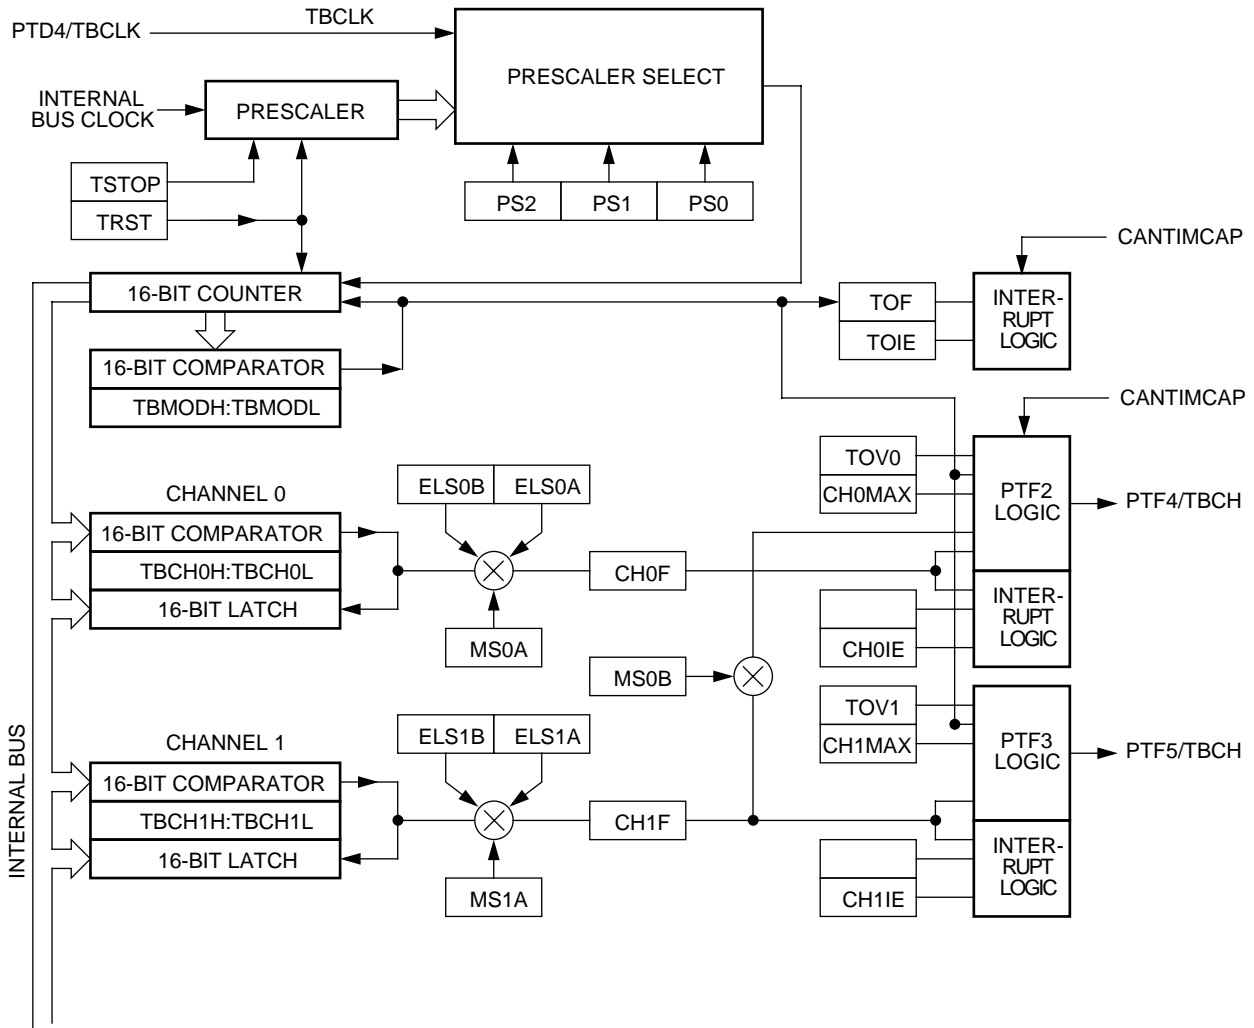 TBCLK
PTD4/TBCLK
PRESCALER SELECT
INTERNAL
BUS CLOCK
PRESCALER
TSTOP
TRST
PS2
PS1
PS0
CANTIMCAP
16-BIT COUNTER
TOF
TOIE
INTER-
RUPT
LOGIC
16-BIT COMPARATOR
TBMODH:TBMODL
CANTIMCAP
TOV0
CH0MAX
PTF2
LOGIC
PTF4/TBCH
CHANNEL 0
ELS0B
ELS0A
16-BIT COMPARATOR
TBCH0H:TBCH0L
16-BIT LATCH
CH0F
MS0A
INTER-
RUPT
LOGIC
CH0IE
MS0B
TOV1
CH1MAX
PTF3
LOGIC
PTF5/TBCH
CHANNEL 1
ELS1B
ELS1A
16-BIT COMPARATOR
TBCH1H:TBCH1L
16-BIT LATCH
CH1F
MS1A
INTER-
RUPT
LOGIC
CH1IE
INTERNAL BUS